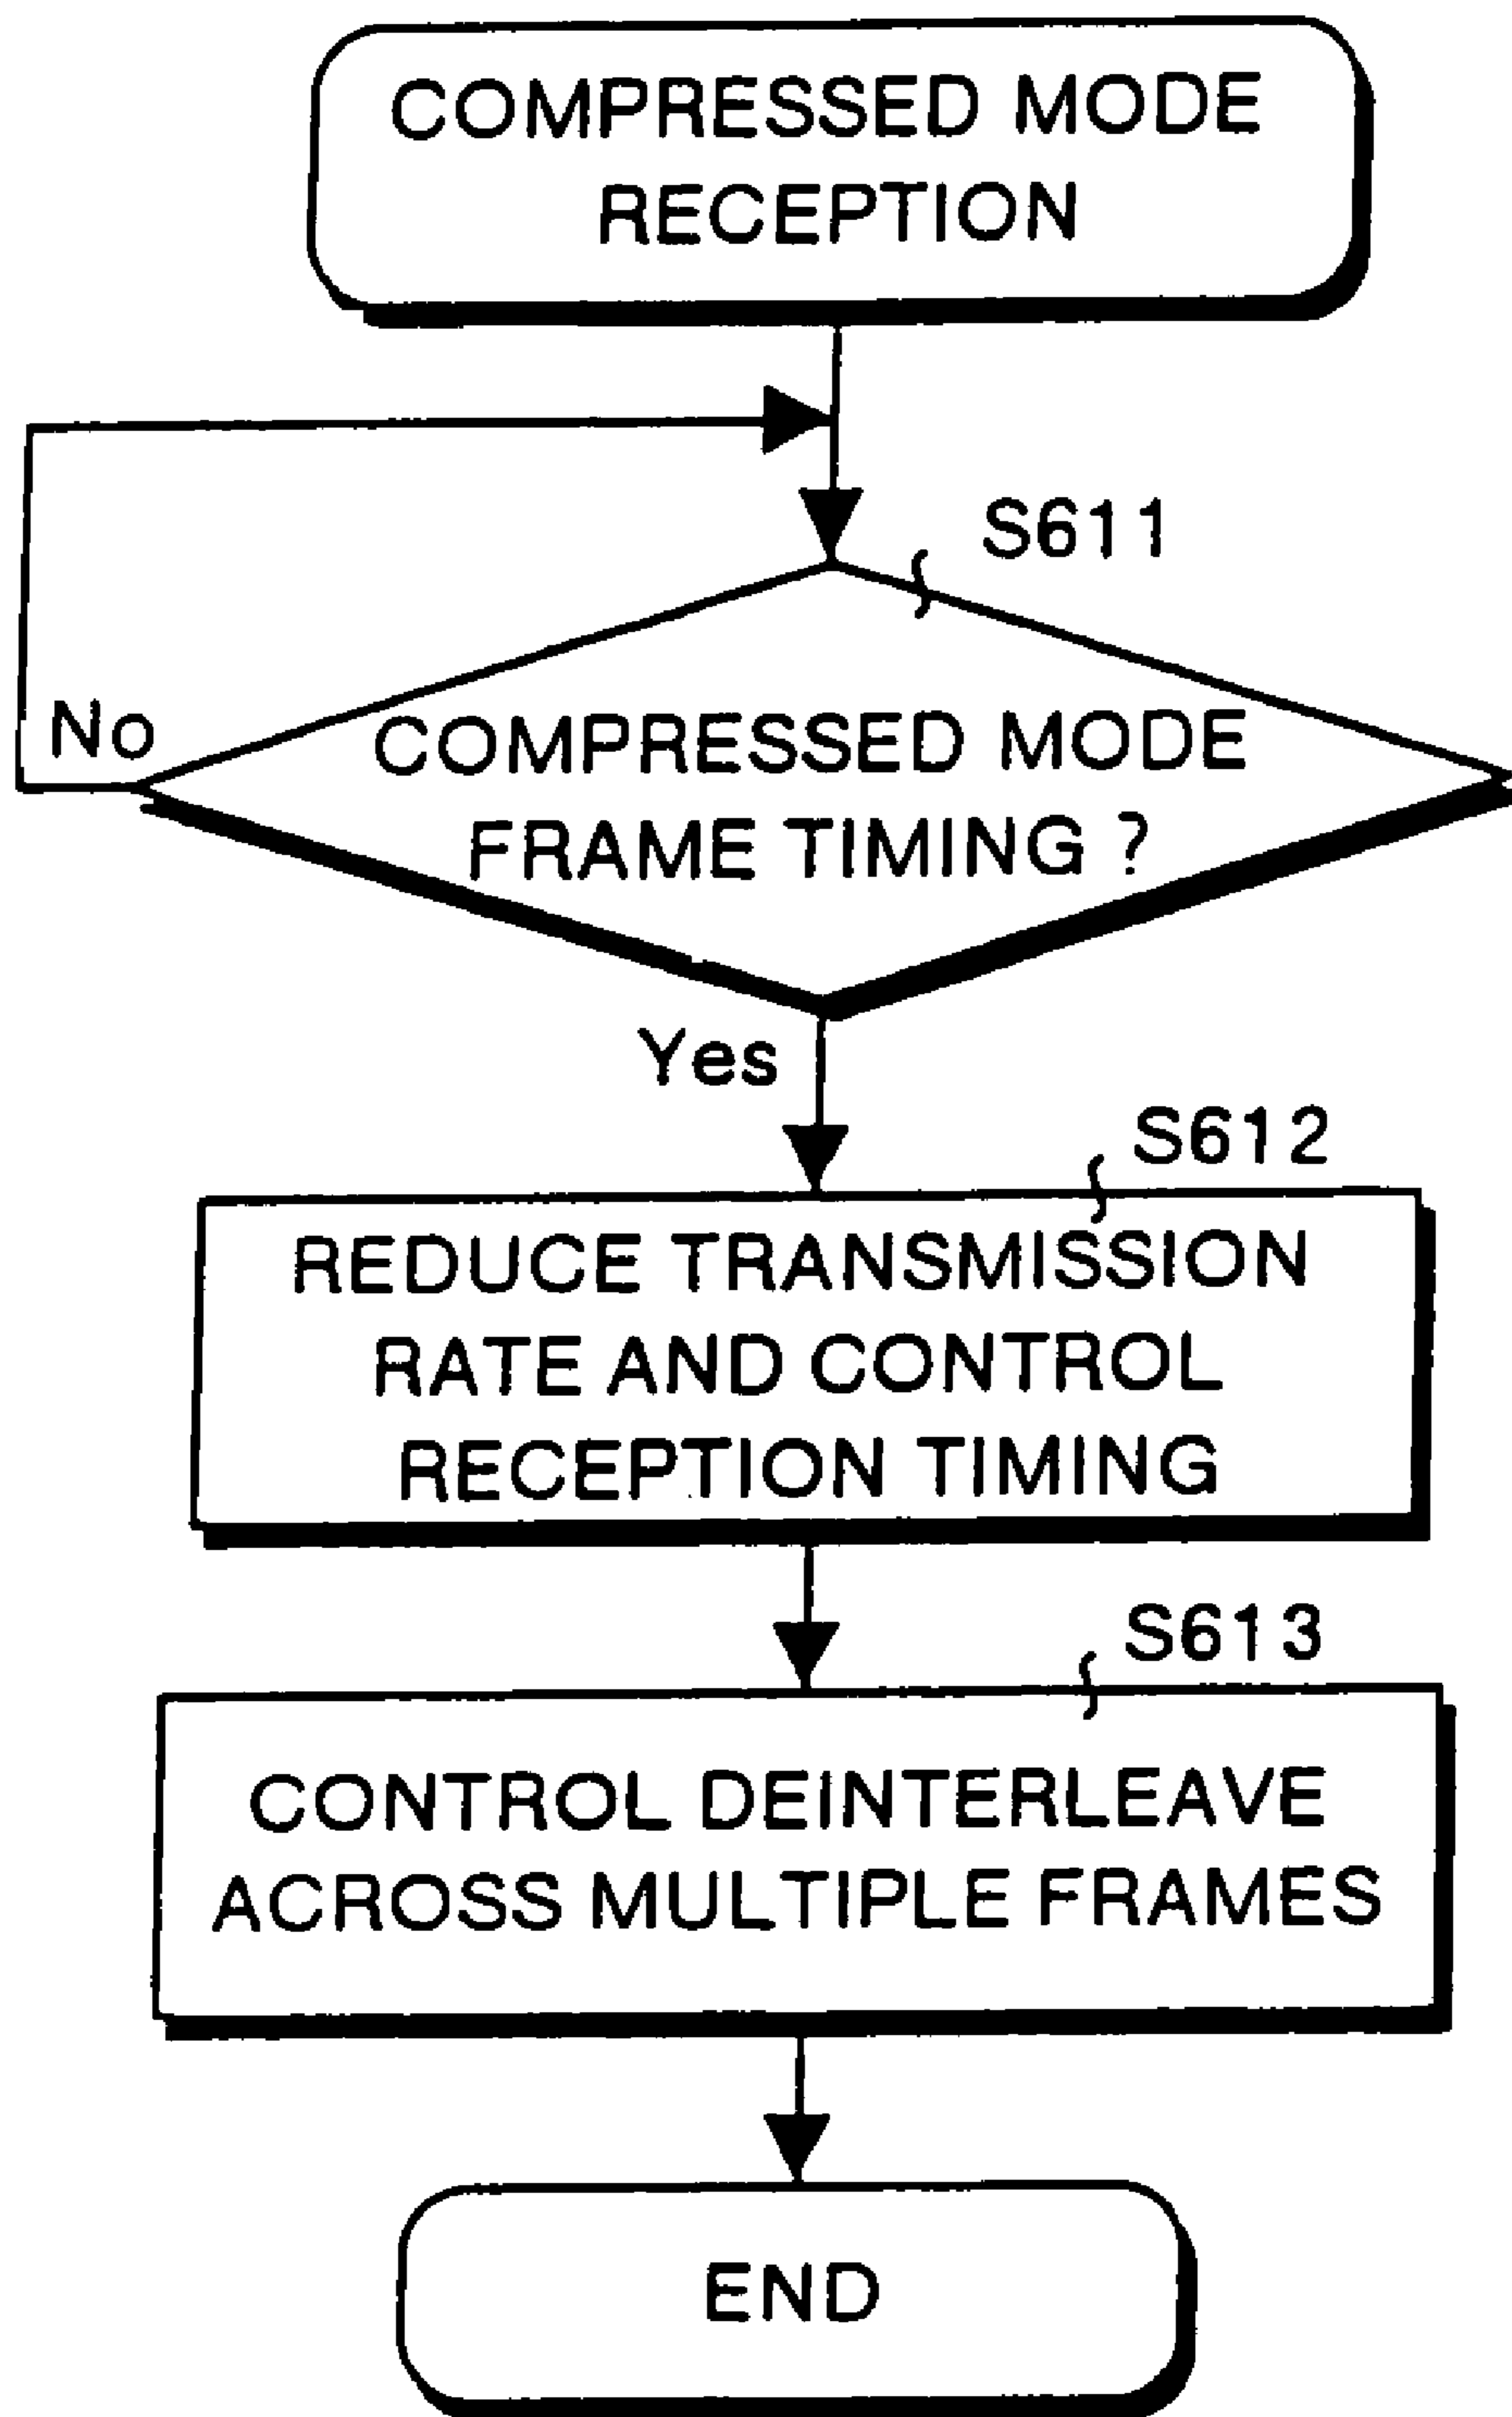 COMPRESSED MODE
RECEPTION
S611
No
COMPRESSED MODE
FRAME TIMING ?
Yes
S612
REDUCE TRANSMISSION
RATE AND CONTROL
RECEPTION TIMING
S613
CONTROL DEINTERLEAVE
ACROSS MULTIPLE FRAMES
END